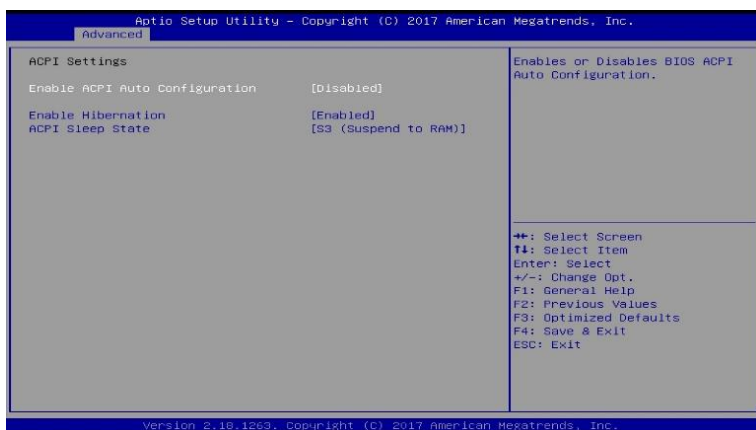 Aptio Setup Utility – Copyright (C) 2017 American Megatrends, Inc.
Advanced
ACPI Settings
Enable ACPI Auto Configuration [Disabled]
Enable Hibernation [Enabled]
ACPI Sleep State [S3 (Suspend to RAM)]
Enables or Disables BIOS ACPI
Auto Configuration.
→←: Select Screen
↑↓: Select Item
Enter: Select
+/-: Change Opt.
F1: General Help
F2: Previous Values
F3: Optimized Defaults
F4: Save & Exit
ESC: Exit
Version 2.18.1263. Copyright (C) 2017 American Megatrends, Inc.